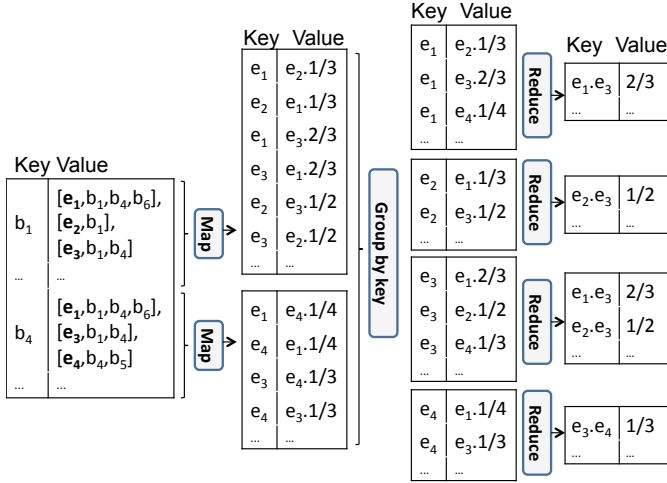 Key Value
b1 [e1,b1,b4,b6],
[e2,b1],
[e3,b1,b4]
... ...
b4 [e1,b1,b4,b6],
[e3,b1,b4],
[e4,b4,b5]
... ...
Map
Map
Key Value
e1 e2.1/3
e2 e1.1/3
e1 e3.2/3
e3 e1.2/3
e2 e3.1/2
e3 e2.1/2
... ...
e1 e4.1/4
e4 e1.1/4
e3 e4.1/3
e4 e3.1/3
... ...
Group by key
Key Value
e1 e2.1/3
e1 e3.2/3
e1 e4.1/4
... ...
e2 e1.1/3
e2 e3.1/2
... ...
e3 e1.2/3
e3 e2.1/2
e3 e4.1/3
... ...
e4 e1.1/4
e4 e3.1/3
... ...
Reduce
Reduce
Reduce
Reduce
Key Value
e1.e3 2/3
... ...
e2.e3 1/2
... ...
e1.e3 2/3
e2.e3 1/2
... ...
e3.e4 1/3
... ...